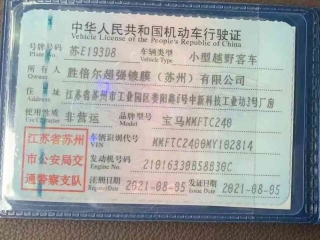 中华人民共和国机动车行驶证
Vehicle License of the People's Republic of China
号牌号码 苏E193D8 车辆类型 小型越野客车
Plate No. Vehicle Type
所有人 胜倍尔超强镀膜（苏州）有限公司
Owner
住址 江苏省苏州市工业园区娄阳路6号中新科技工业坊3号厂房
Address
使用性质 非营运 品牌型号 宝马MMFTC240
Use Character Model
江苏省苏州市公安局交通警察支队
车辆识别代号 MMFTC2400MY102814
VIN
发动机号码 21016330B58B30C
Engine No.
注册日期 2021-08-05 发证日期 2021-08-05
Register Date Issue Date